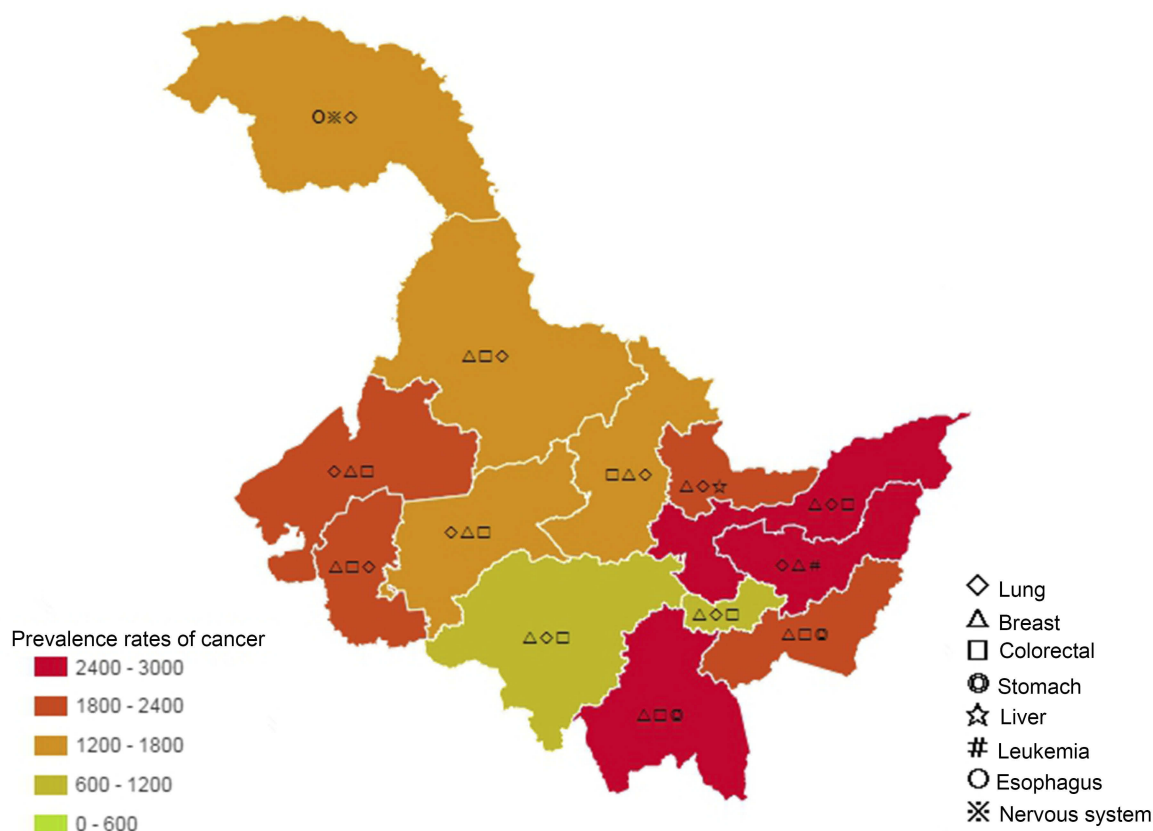 Prevalence rates of cancer
2400 - 3000
1800 - 2400
1200 - 1800
600 - 1200
0 - 600
Lung
Breast
Colorectal
Stomach
Liver
# Leukemia
Esophagus
Nervous system